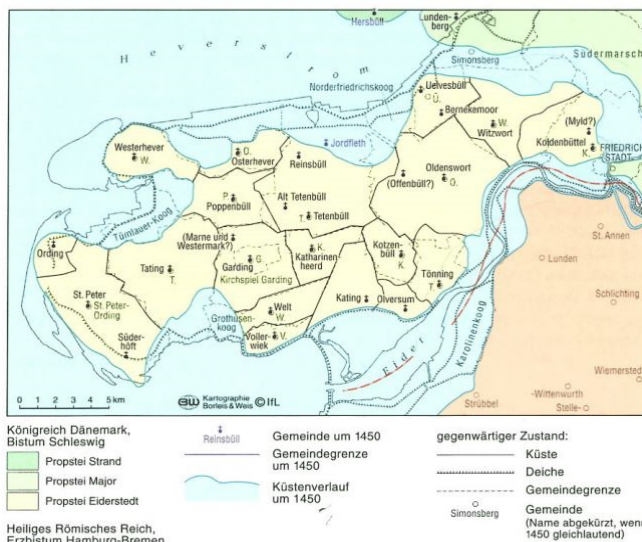 Hersbüll
Lunden-
berg
Heverstrom
Simonsberg
Südermarsch
Norderfriedrichskoog
Uelvesbüll
Ü.
Bernekemoor
W.
Witzwort
(Myld?)
Koldenbüttel
K.
FRIEDRICH-
STADT
Westerhever
W.
O.
Osterhever
Jordfleth
Reinsbüll
Oldenswort
O.
(Offenbüll?)
P.
Poppenbüll
Alt Tetenbüll
T.
Tetenbüll
Tümlauer-Koog
(Marne und
Westermark?)
Ording
Garding
G.
Kirchspiel Garding
K.
Katharinen-
heerd
Kotzen-
büll
K.
St. Annen
Lunden
Tating
T.
Tönning
T.
St. Peter
St. Peter-
Ording
Grothusen-
koog
Welt
W.
Kating
Olversum
Schlichting
Süder-
höft
Voller-
wiek
V.
Eider
Karolinenkoog
Wiemerstedt
Strübbel
-Wittenwurth
Stelle-
0 1 2 3 4 5 km
BW Kartographie
Borleis & Weis © IfL
Königreich Dänemark,
Bistum Schleswig
Propstei Strand
Propstei Major
Propstei Eiderstedt
Heiliges Römisches Reich,
Erzbistum Hamburg-Bremen
Reinsbüll
Gemeinde um 1450
Gemeindegrenze
um 1450
Küstenverlauf
um 1450
gegenwärtiger Zustand:
Küste
Deiche
Gemeindegrenze
Simonsberg
Gemeinde
(Name abgekürzt, wenn
1450 gleichlautend)